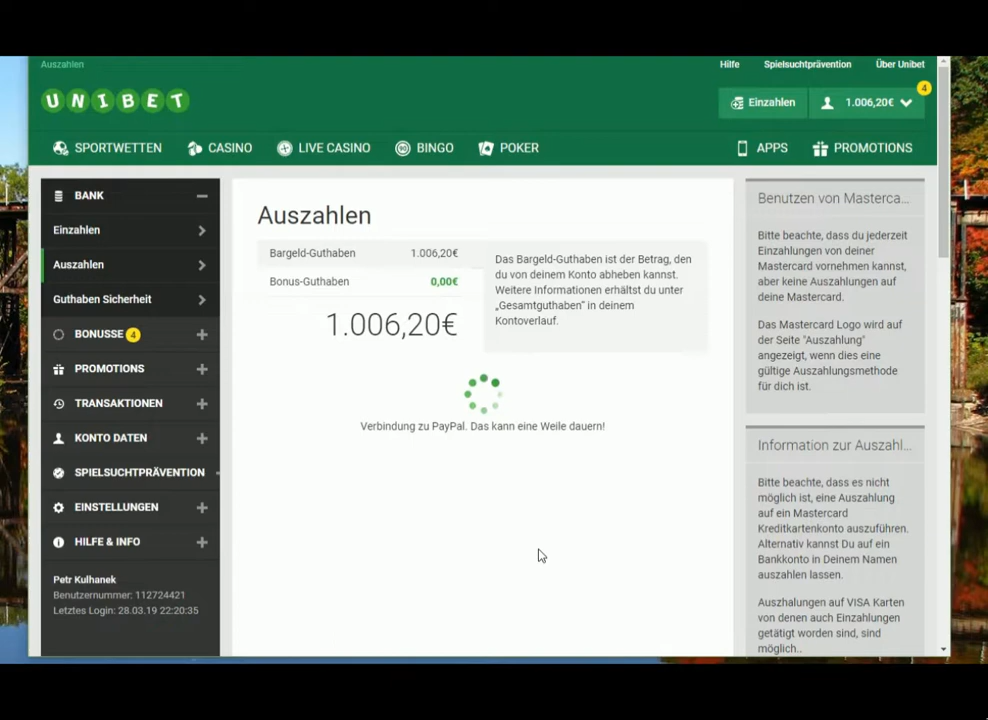 Auszahlen
Hilfe
Spielsuchtprävention
Über Unibet
UNIBET
Einzahlen
1.006,20€
4
SPORTWETTEN
CASINO
LIVE CASINO
BINGO
POKER
APPS
PROMOTIONS
BANK
Einzahlen
Auszahlen
Guthaben Sicherheit
BONUSSE 4
PROMOTIONS
TRANSAKTIONEN
KONTO DATEN
SPIELSUCHTPRÄVENTION
EINSTELLUNGEN
HILFE & INFO
Petr Kulhanek
Benutzernummer: 112724421
Letztes Login: 28.03.19 22:20:35
Auszahlen
Bargeld-Guthaben 1.006,20€
Bonus-Guthaben 0,00€
1.006,20€
Das Bargeld-Guthaben ist der Betrag, den
du von deinem Konto abheben kannst.
Weitere Informationen erhältst du unter
„Gesamtguthaben" in deinem
Kontoverlauf.
Verbindung zu PayPal. Das kann eine Weile dauern!
Benutzen von Masterca...
Bitte beachte, dass du jederzeit
Einzahlungen von deiner
Mastercard vornehmen kannst,
aber keine Auszahlungen auf
deine Mastercard.
Das Mastercard Logo wird auf
der Seite "Auszahlung"
angezeigt, wenn dies eine
gültige Auszahlungsmethode
für dich ist.
Information zur Auszahl...
Bitte beachte, dass es nicht
möglich ist, eine Auszahlung
auf ein Mastercard
Kreditkartenkonto auszuführen.
Alternativ kannst Du auf ein
Bankkonto in Deinem Namen
auszahlen lassen.
Auszhalungen auf VISA Karten
von denen auch Einzahlungen
getätigt worden sind, sind
möglich..